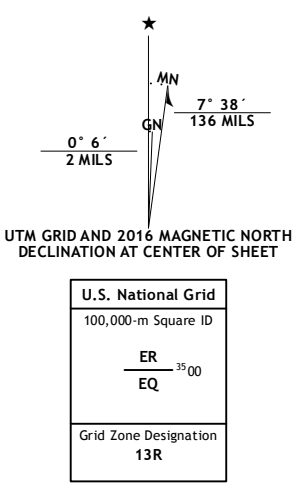 ★
MN
7° 38´
136 MILS
GN
0° 6´
2 MILS
UTM GRID AND 2016 MAGNETIC NORTH
DECLINATION AT CENTER OF SHEET
U.S. National Grid
100,000-m Square ID
ER
3500
EQ
Grid Zone Designation
13R